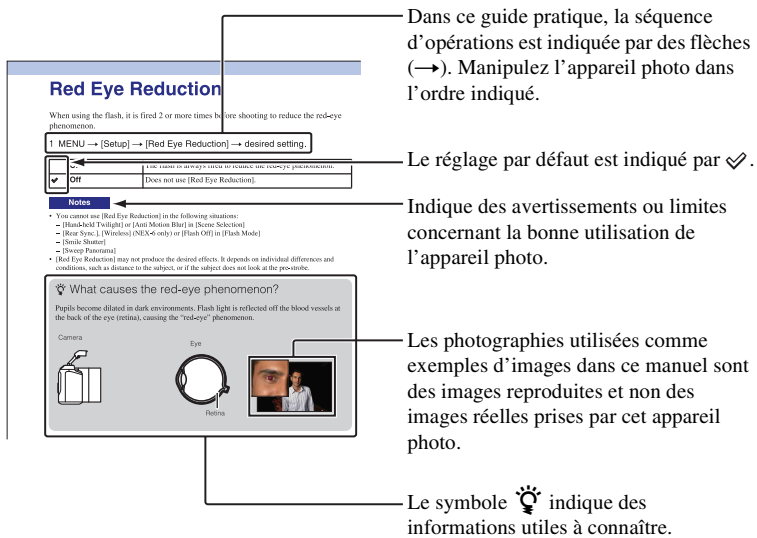 Dans ce guide pratique, la séquence
d’opérations est indiquée par des flèches
(→). Manipulez l’appareil photo dans
l’ordre indiqué.
Red Eye Reduction
When using the flash, it is fired 2 or more times before shooting to reduce the red-eye
phenomenon.
1 MENU → [Setup] → [Red Eye Reduction] → desired setting.
Le réglage par défaut est indiqué par ✓.
The flash is always fired to reduce the red-eye phenomenon.
✔ Off Does not use [Red Eye Reduction].
Notes
Indique des avertissements ou limites
concernant la bonne utilisation de
l’appareil photo.
• You cannot use [Red Eye Reduction] in the following situations:
– [Hand-held Twilight] or [Anti Motion Blur] in [Scene Selection]
– [Rear Sync.], [Wireless] (NEX-6 only) or [Flash Off] in [Flash Mode]
– [Smile Shutter]
– [Sweep Panorama]
• [Red Eye Reduction] may not produce the desired effects. It depends on individual differences and
conditions, such as distance to the subject, or if the subject does not look at the pre-strobe.
What causes the red-eye phenomenon?
Pupils become dilated in dark environments. Flash light is reflected off the blood vessels at
the back of the eye (retina), causing the “red-eye” phenomenon.
Camera
Eye
Retina
Les photographies utilisées comme
exemples d’images dans ce manuel sont
des images reproduites et non des
images réelles prises par cet appareil
photo.
Le symbole indique des
informations utiles à connaître.